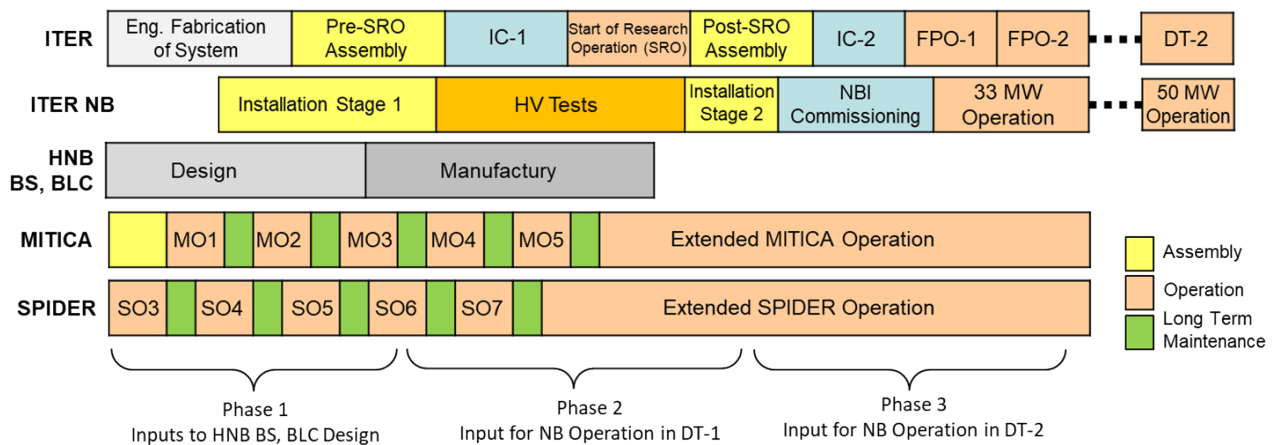 ITER
Eng. Fabrication
of System
Pre-SRO
Assembly
IC-1
Start of Research
Operation (SRO)
Post-SRO
Assembly
IC-2
FPO-1
FPO-2
DT-2
ITER NB
Installation Stage 1
HV Tests
Installation
Stage 2
NBI
Commissioning
33 MW
Operation
50 MW
Operation
HNB
BS, BLC
Design
Manufactury
MITICA
MO1
MO2
MO3
MO4
MO5
Extended MITICA Operation
SPIDER
SO3
SO4
SO5
SO6
SO7
Extended SPIDER Operation
Assembly
Operation
Long Term
Maintenance
Phase 1
Inputs to HNB BS, BLC Design
Phase 2
Input for NB Operation in DT-1
Phase 3
Input for NB Operation in DT-2